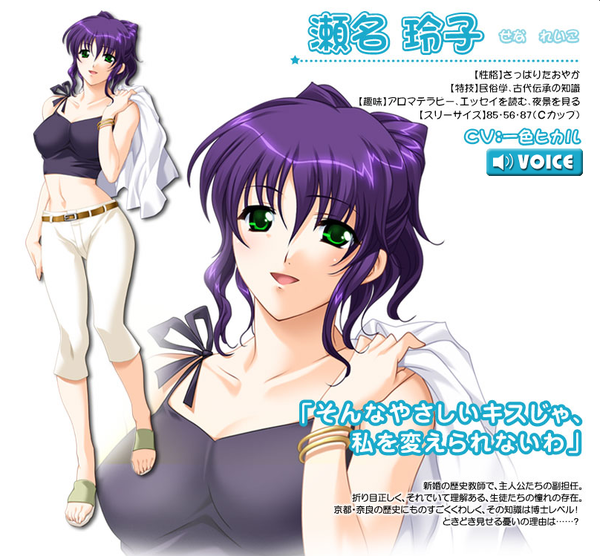 瀬名 玲子 せな れいこ
【性格】さっぱりたおやか
【特技】民俗学、古代伝承の知識
【趣味】アロマテラピー、エッセイを読む、夜景を見る
【スリーサイズ】85・56・87(Cカップ)
CV:一色ヒカル
VOICE
「そんなやさしいキスじゃ、
私を変えられないわ」
新婚の歴史教師で、主人公たちの副担任。
折り目正しく、それでいて理解ある、生徒たちの憧れの存在。
京都・奈良の歴史にものすごくくわしく、その知識は博士レベル!
ときどき見せる憂いの理由は……?